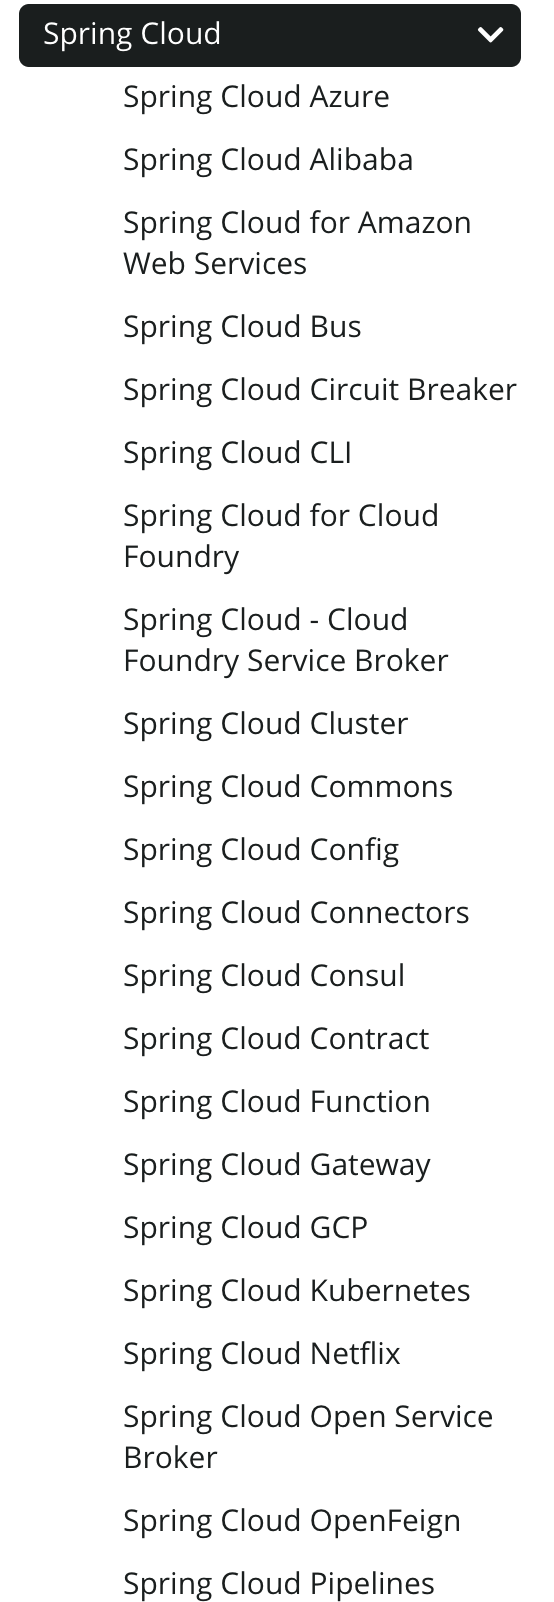 Spring Cloud
Spring Cloud Azure
Spring Cloud Alibaba
Spring Cloud for Amazon
Web Services
Spring Cloud Bus
Spring Cloud Circuit Breaker
Spring Cloud CLI
Spring Cloud for Cloud
Foundry
Spring Cloud - Cloud
Foundry Service Broker
Spring Cloud Cluster
Spring Cloud Commons
Spring Cloud Config
Spring Cloud Connectors
Spring Cloud Consul
Spring Cloud Contract
Spring Cloud Function
Spring Cloud Gateway
Spring Cloud GCP
Spring Cloud Kubernetes
Spring Cloud Netflix
Spring Cloud Open Service
Broker
Spring Cloud OpenFeign
Spring Cloud Pipelines